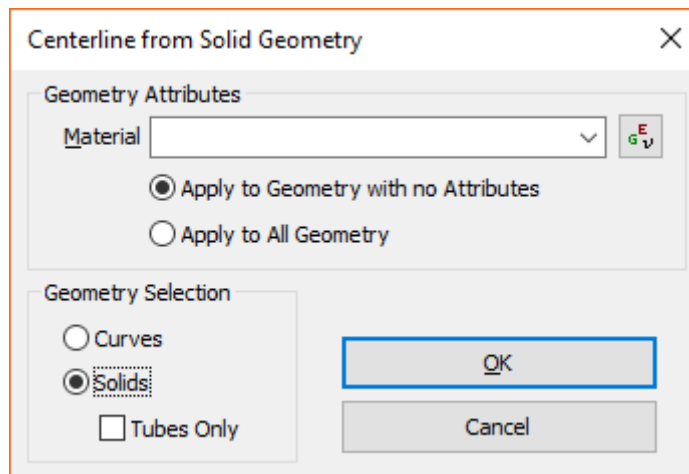 Centerline from Solid Geometry
Geometry Attributes
Material
G E ν
Apply to Geometry with no Attributes
Apply to All Geometry
Geometry Selection
Curves
Solids
Tubes Only
OK
Cancel